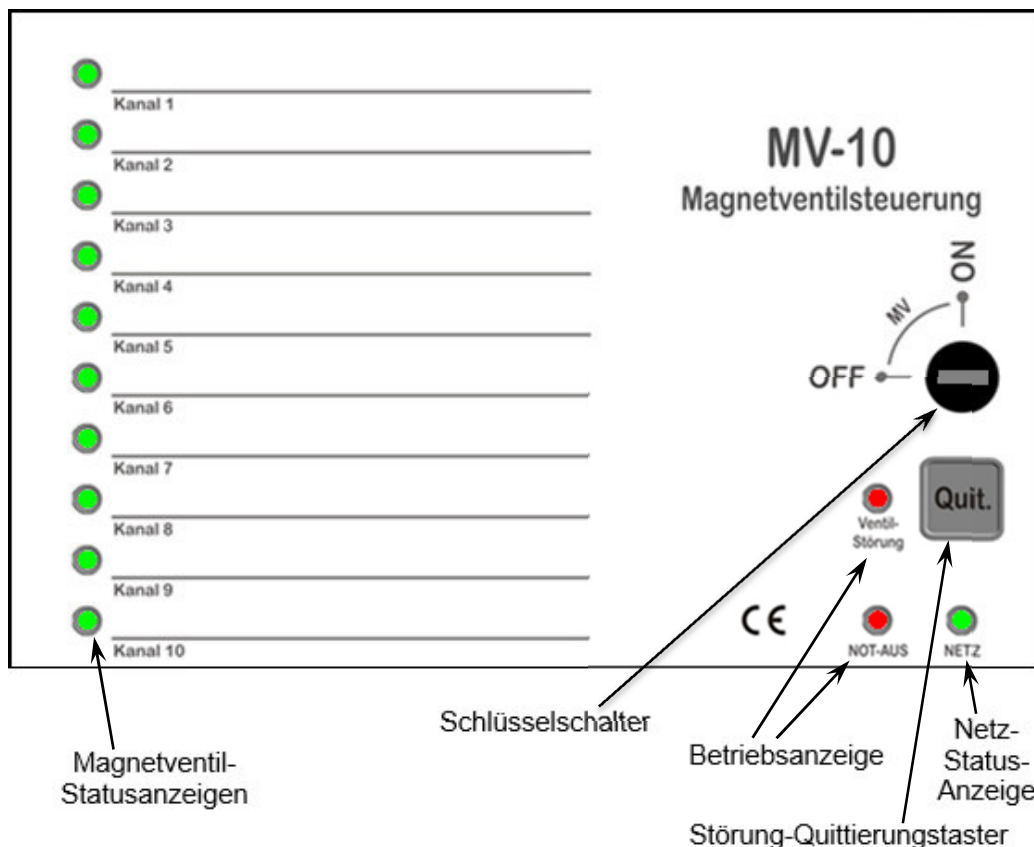 Kanal 1
Kanal 2
Kanal 3
Kanal 4
Kanal 5
Kanal 6
Kanal 7
Kanal 8
Kanal 9
Kanal 10
MV-10
Magnetventilsteuerung
ON
MV
OFF
Quit.
Ventil-
Störung
CE
NOT-AUS
NETZ
Schlüsselschalter
Magnetventil-
Statusanzeigen
Betriebsanzeige
Netz-
Status-
Anzeige
Störung-Quittierungstaster